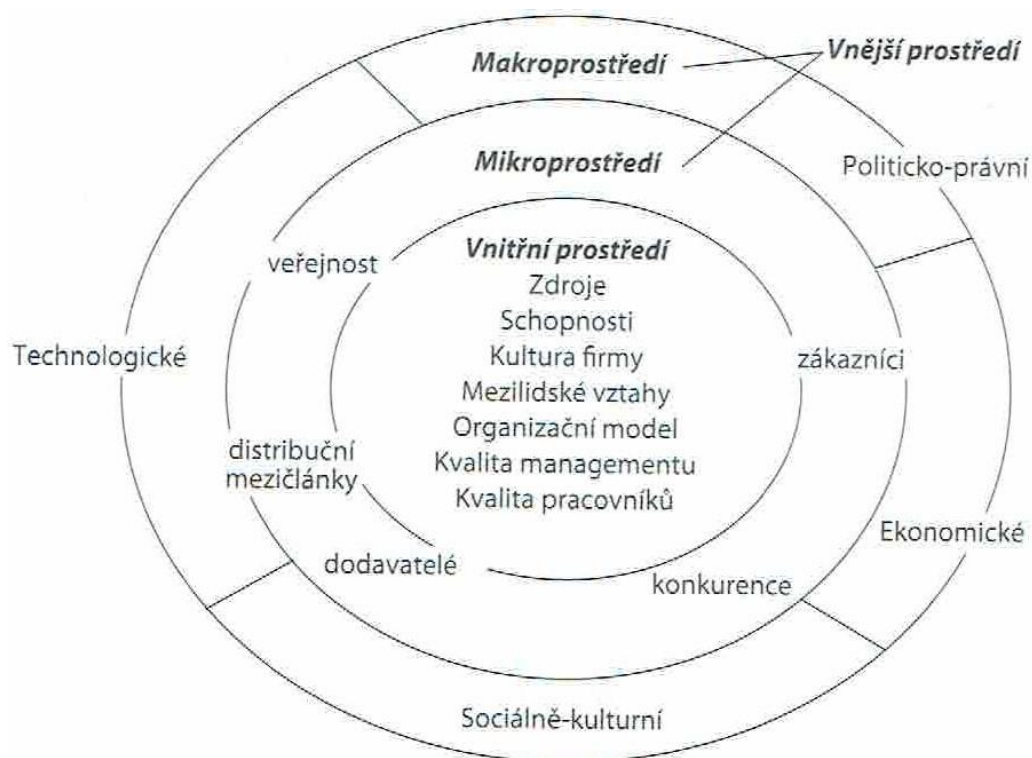 Makroprostředí
Vnější prostředí
Mikroprostředí
Politicko-právní
veřejnost
Vnitřní prostředí
Zdroje
Schopnosti
Kultura firmy
Mezilidské vztahy
Organizační model
Kvalita managementu
Kvalita pracovníků
Technologické
zákazníci
distribuční
mezičlánky
Ekonomické
dodavatelé
konkurence
Sociálně-kulturní